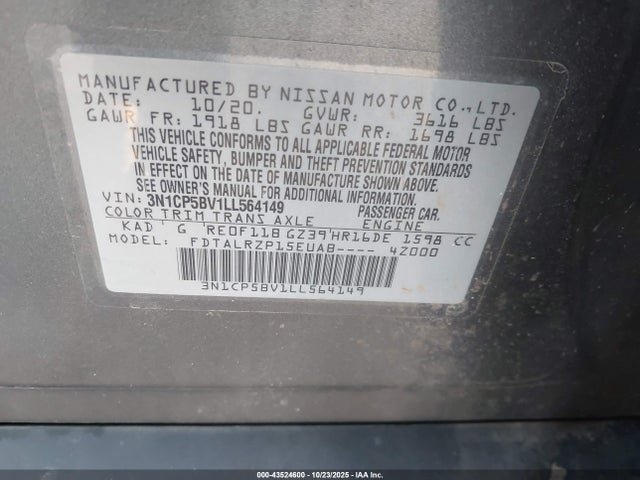 MANUFACTURED BY NISSAN MOTOR CO.,LTD.
DATE: 10/20. GVWR: 3616 LBS
GAWR FR: 1918 LBS GAWR RR: 1698 LBS
THIS VEHICLE CONFORMS TO ALL APPLICABLE FEDERAL MOTOR
VEHICLE SAFETY, BUMPER AND THEFT PREVENTION STANDARDS
IN EFFECT ON THE DATE OF MANUFACTURE SHOWN ABOVE.
SEE OWNER'S MANUAL, AND FOR ADDITIONAL INFORMATION.
VIN: 3N1CP5BV1LL564149 PASSENGER CAR.
COLOR TRIM TRANS AXLE ENGINE
KAD G RE0F11B GZ39 HR16DE 1598 CC
MODEL: FDTALRZP15EUAB---- 4Z000
3N1CP5BV1LL564149
000-43524600 10/23/2025 IAA Inc.